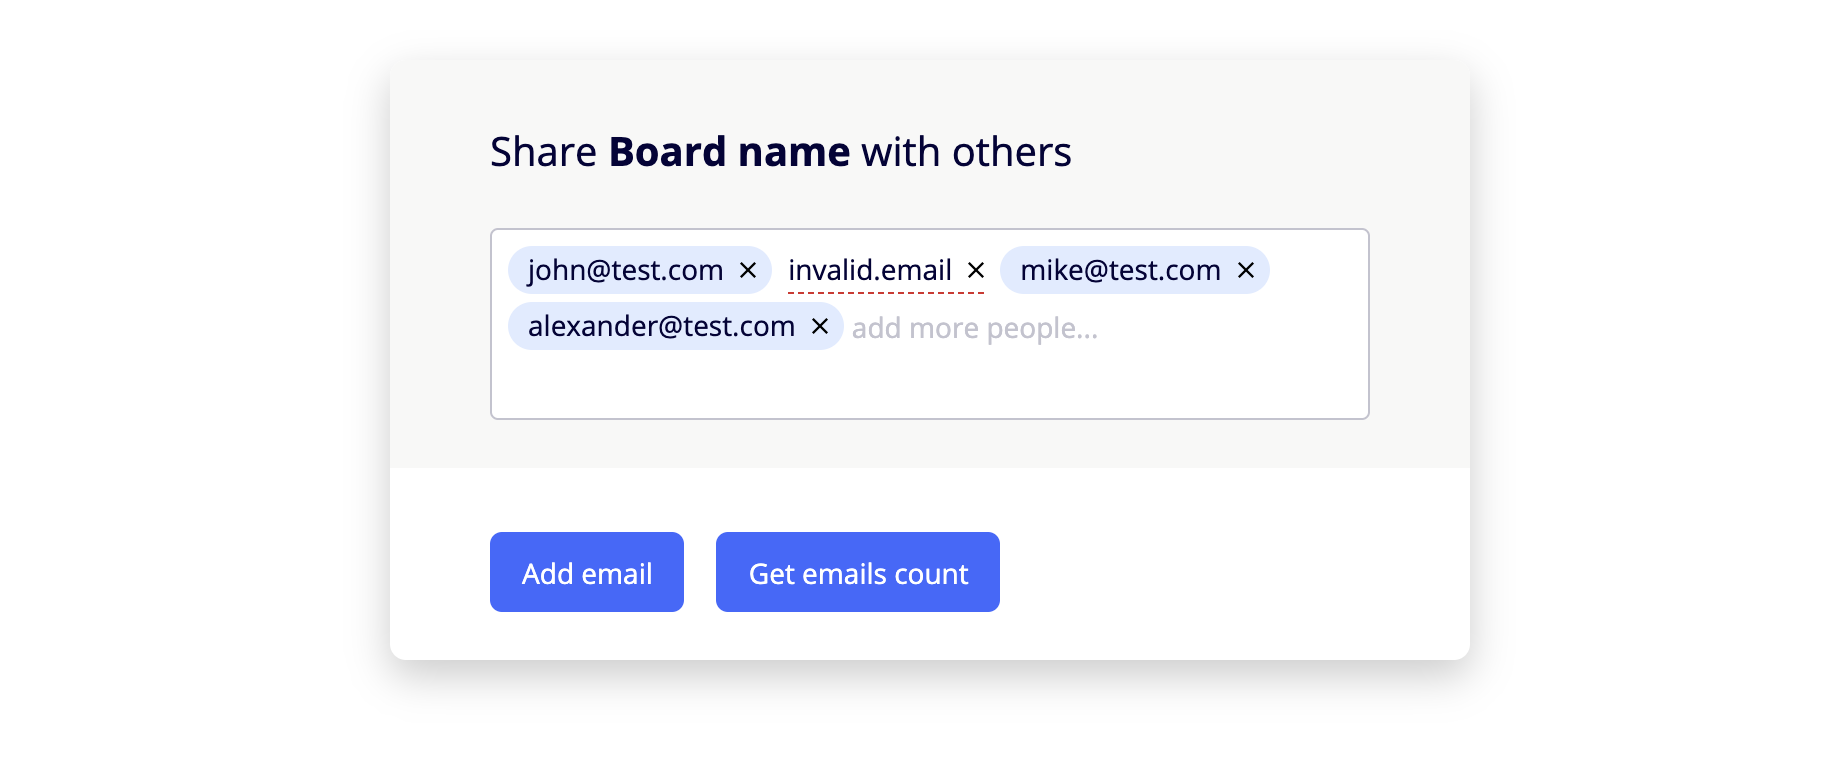 Share Board name with others
john@test.com × invalid.email × mike@test.com ×
alexander@test.com × add more people...
Add email Get emails count